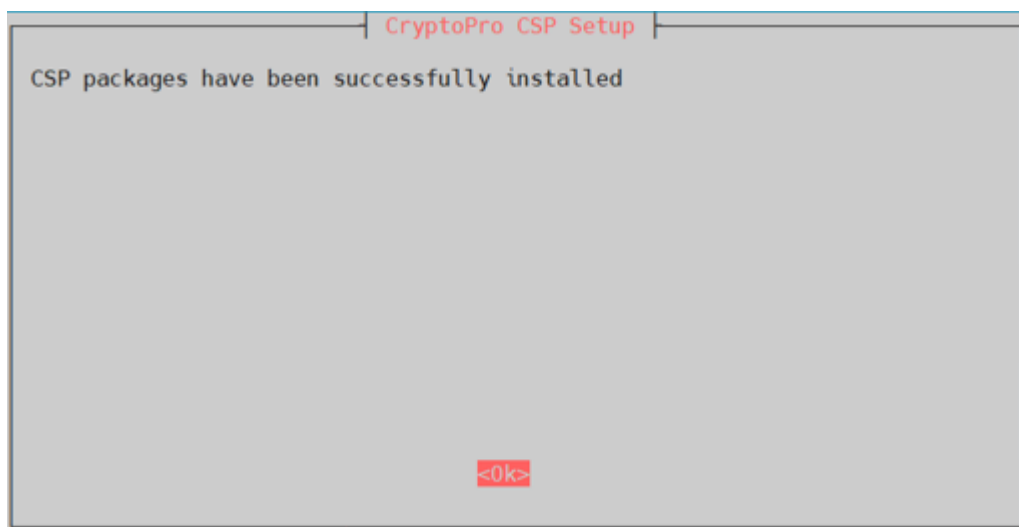 CryptoPro CSP Setup
CSP packages have been successfully installed
<Ok>